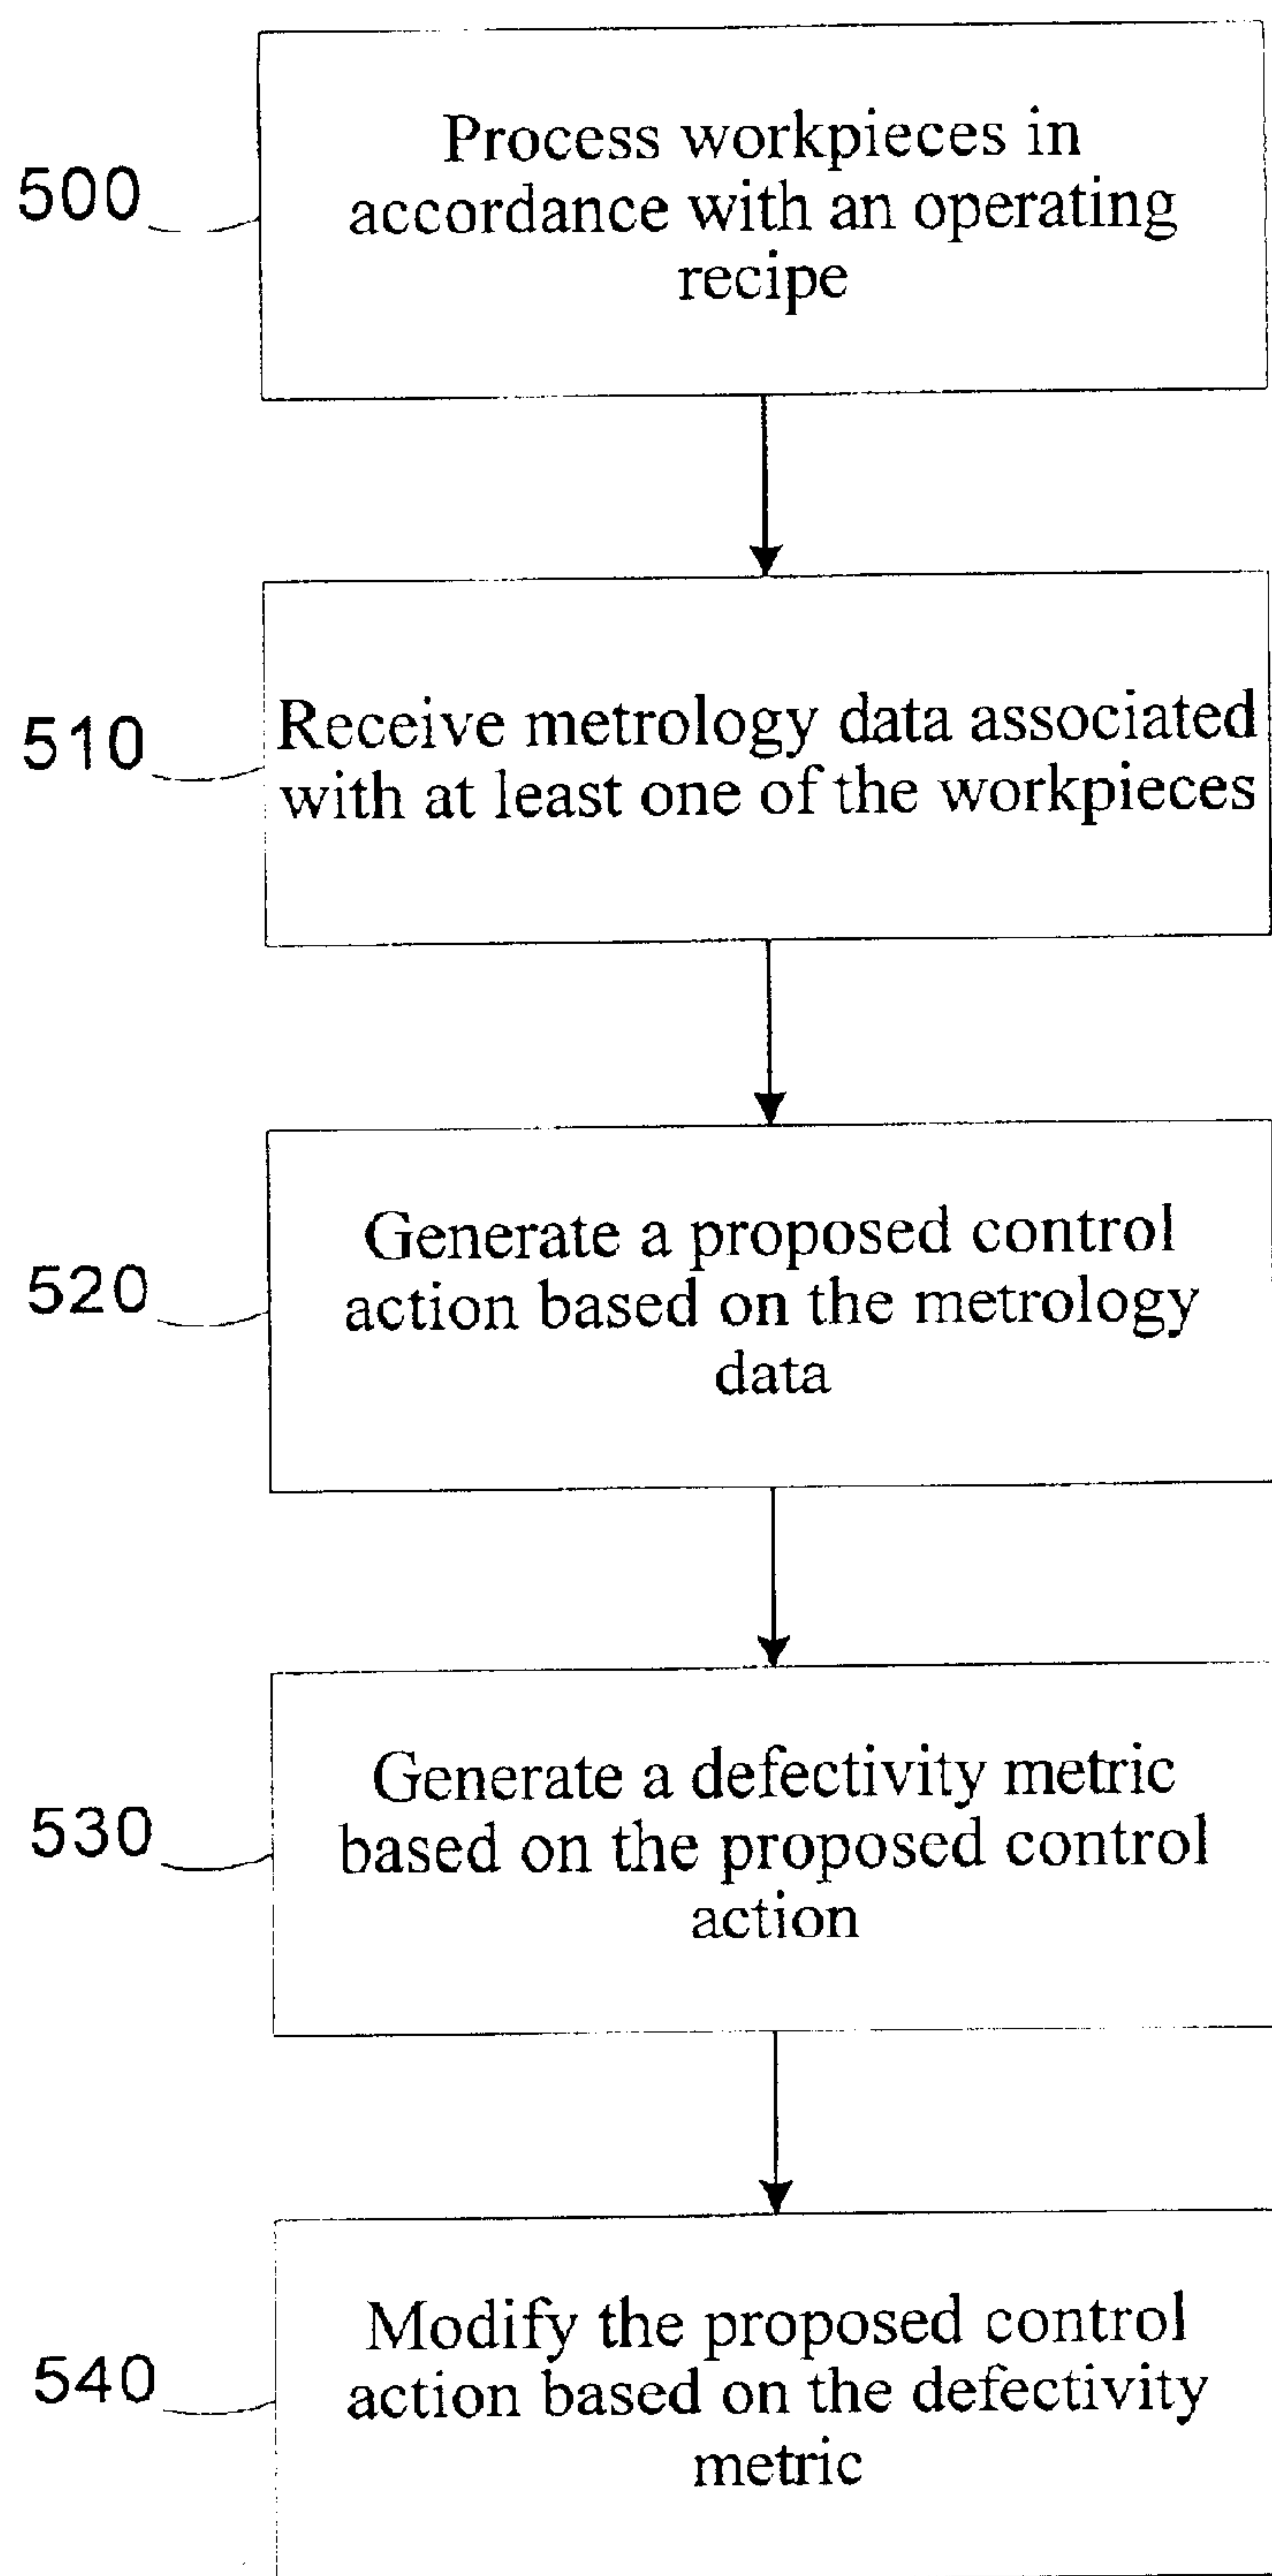 500
Process workpieces in
accordance with an operating
recipe
510
Receive metrology data associated
with at least one of the workpieces
520
Generate a proposed control
action based on the metrology
data
530
Generate a defectivity metric
based on the proposed control
action
540
Modify the proposed control
action based on the defectivity
metric